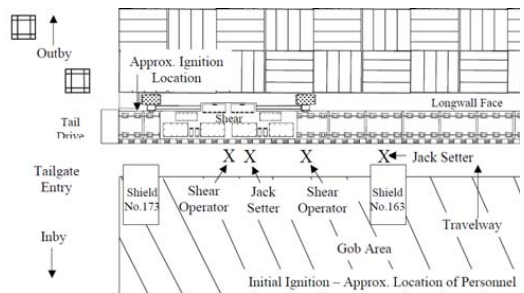 Outby
Approx. Ignition
Location
Longwall Face
Shear
Tail
Drive
X X X X Jack Setter
Tailgate
Entry
Shield
No.173
Shear
Operator
Jack
Setter
Shear
Operator
Shield
No.163
Travelway
Inby
Gob Area
Initial Ignition – Approx. Location of Personnel